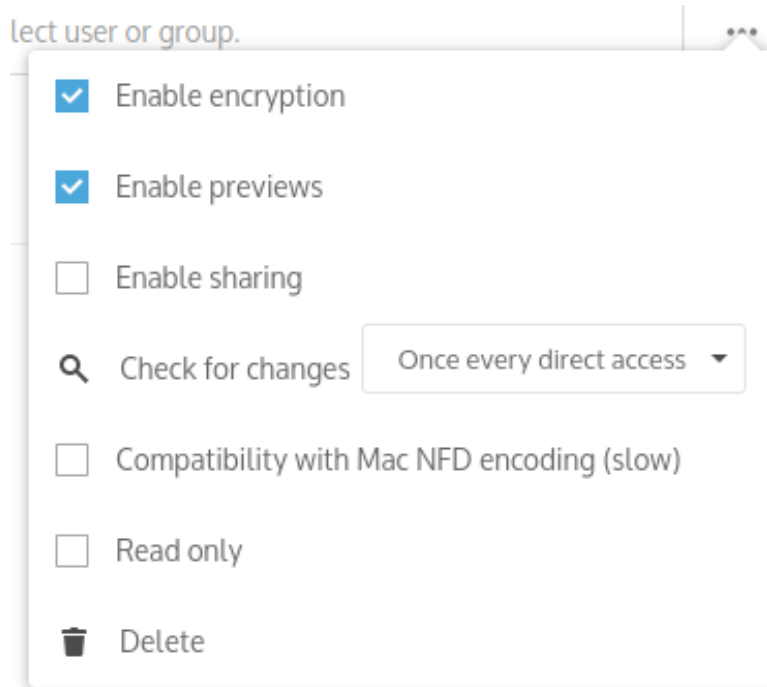 lect user or group.
Enable encryption
Enable previews
Enable sharing
Check for changes Once every direct access
Compatibility with Mac NFD encoding (slow)
Read only
Delete